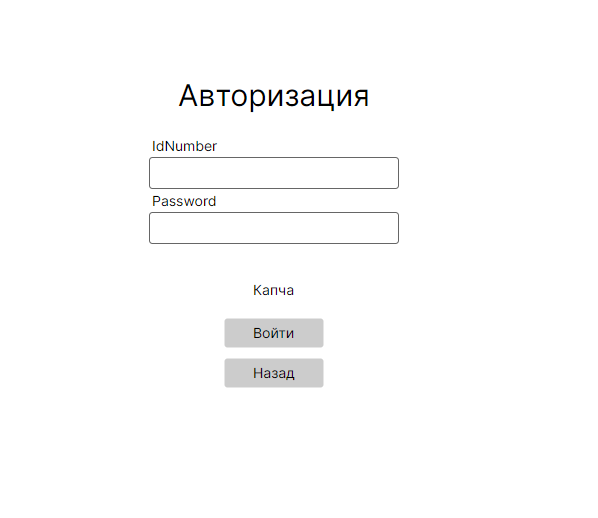 Авторизация
IdNumber
Password
Капча
Войти
Назад